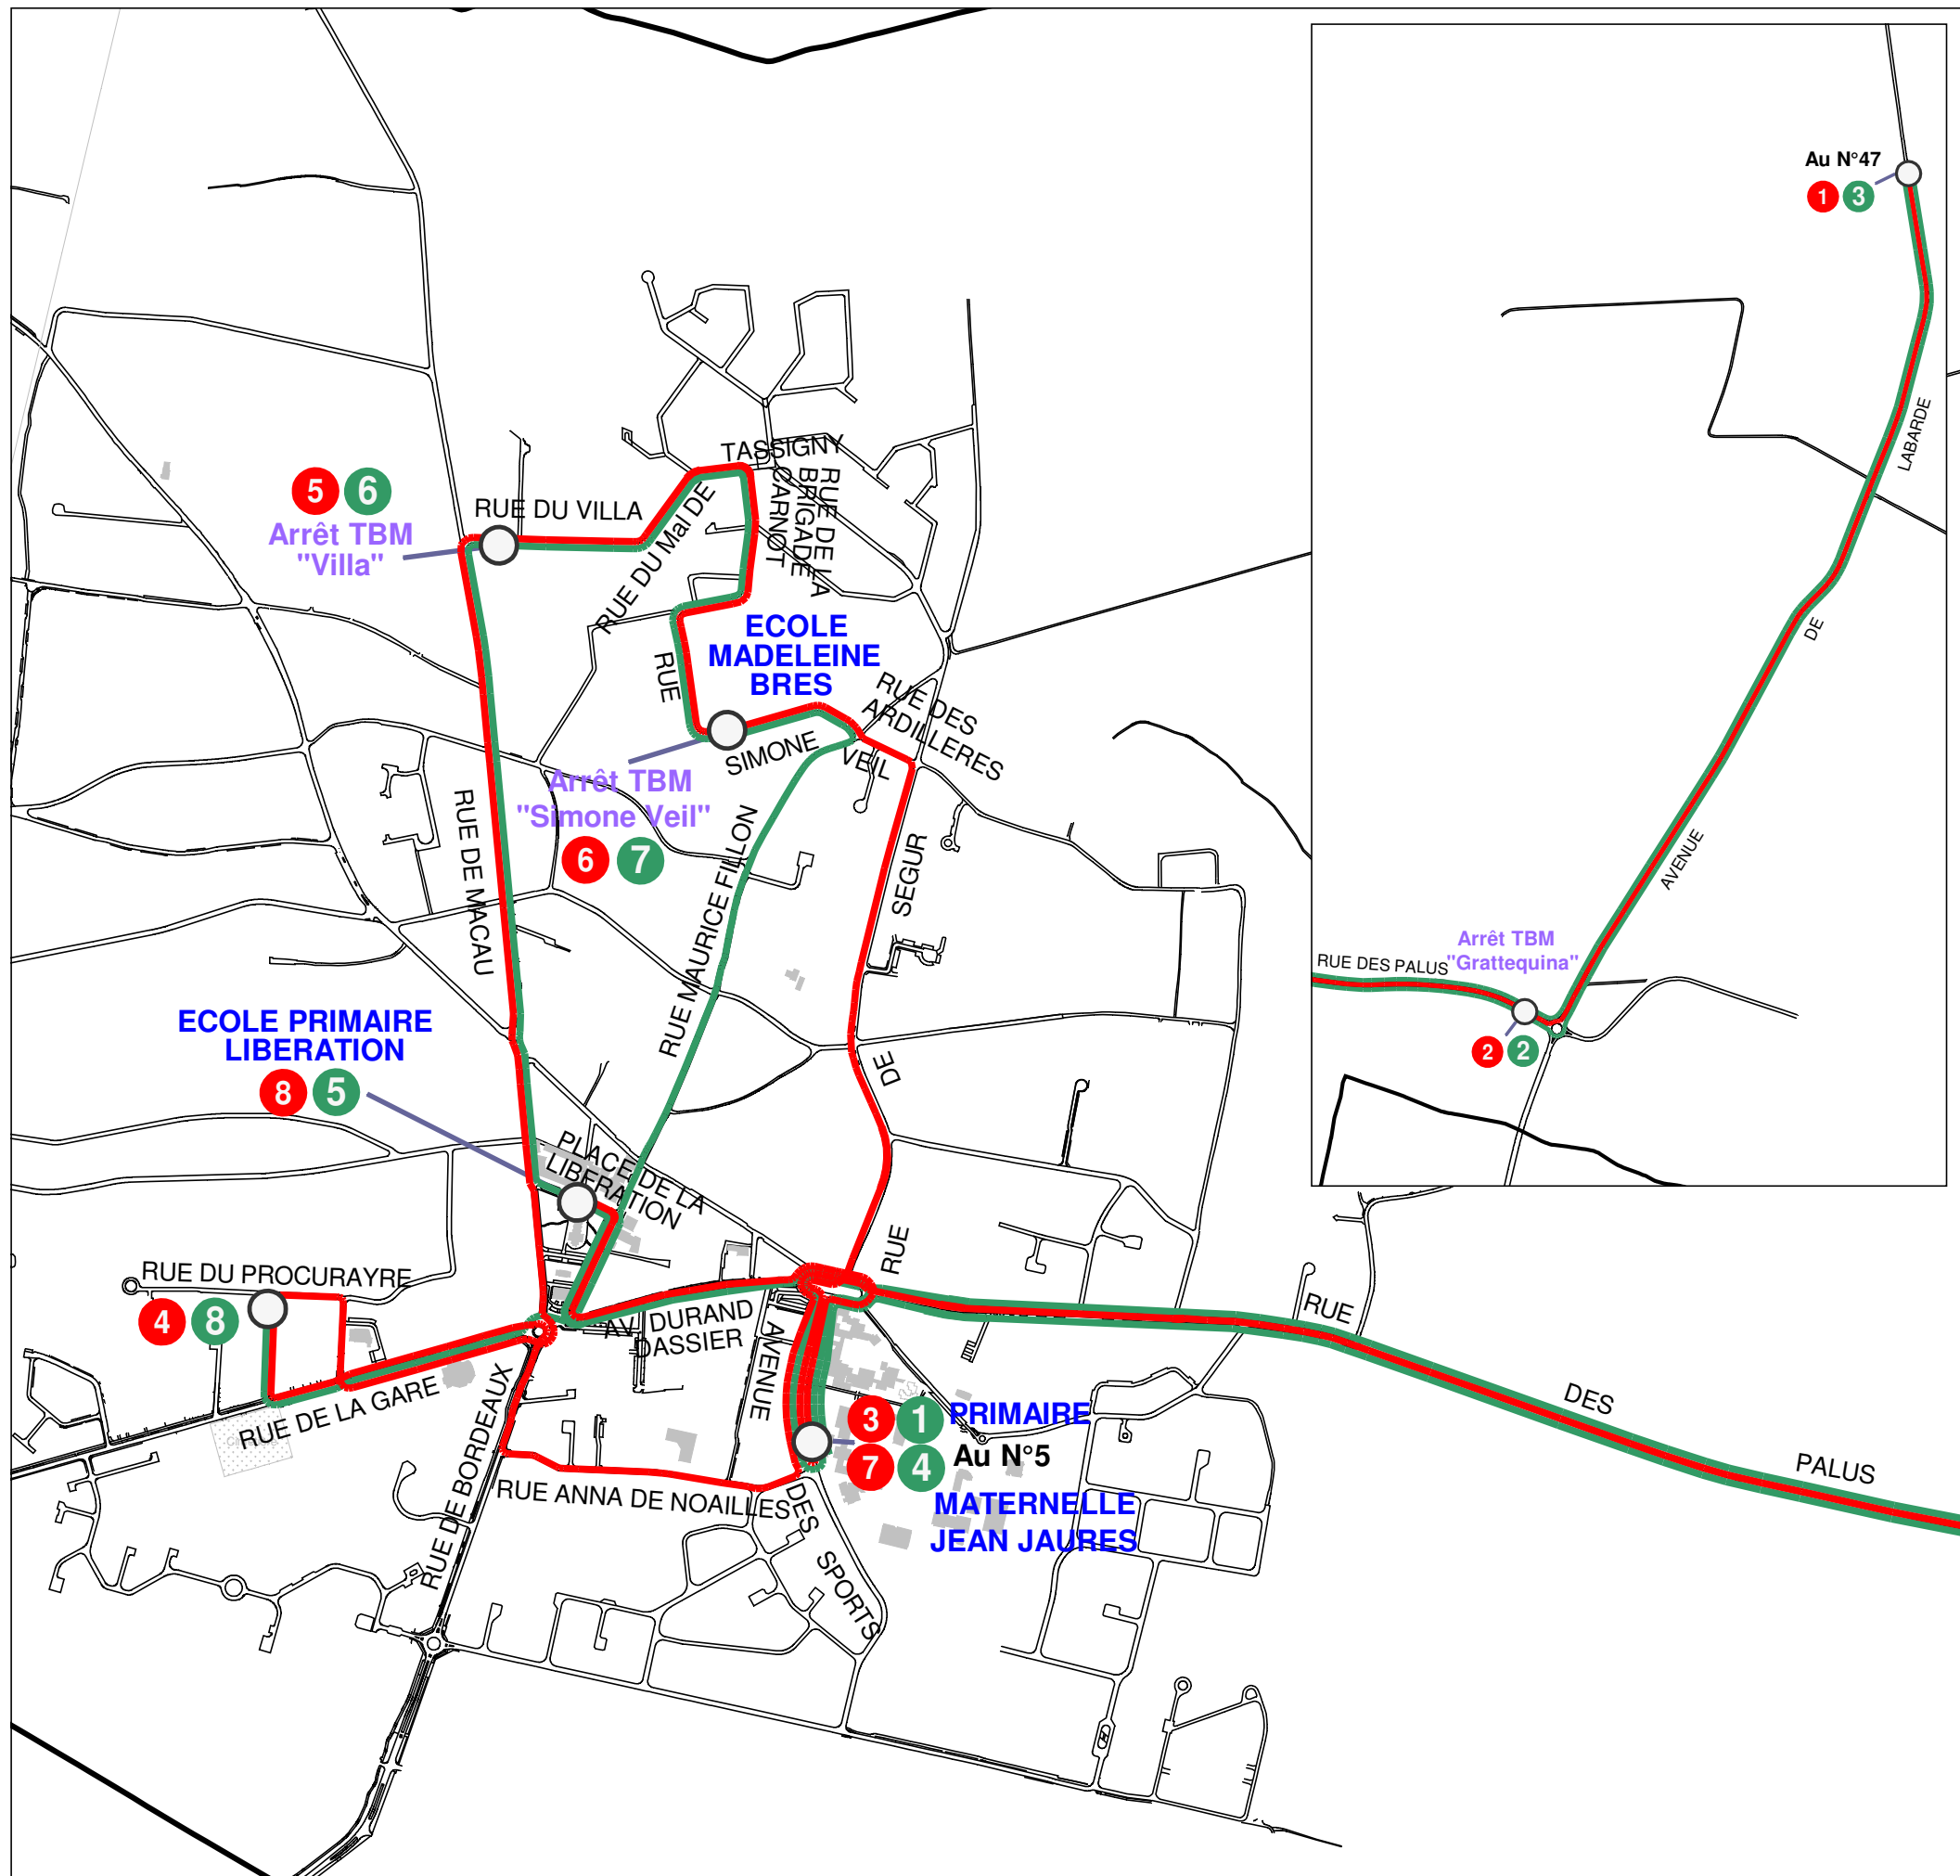 Au N°47
1 3
LABARDE
DE
AVENUE
Arrêt TBM
"Grattequina"
RUE DES PALUS
2 2
TASSIGNY
RUE DE LA
BRIGADE
CARNOT
5 6
RUE DU VILLA
Arrêt TBM
"Villa"
RUE DU Mal DE
ECOLE
MADELEINE
BRES
RUE
RUE DES
ARDILLERES
SIMONE
VEIL
Arrêt TBM
"Simone Veil"
6 7
RUE DE MACAU
RUE MAURICE FILLON
SEGUR
DE
RUE
ECOLE PRIMAIRE
LIBERATION
8 5
PLACE DE LA
LIBERATION
RUE DU PROCURAYRE
4 8
AV DURAND
DASSIER
AVENUE
RUE
DES
PALUS
RUE DE LA GARE
RUE DE BORDEAUX
3 1 PRIMAIRE
Au N°5
7 4
MATERNELLE
JEAN JAURES
RUE ANNA DE NOAILLES
DES
SPORTS